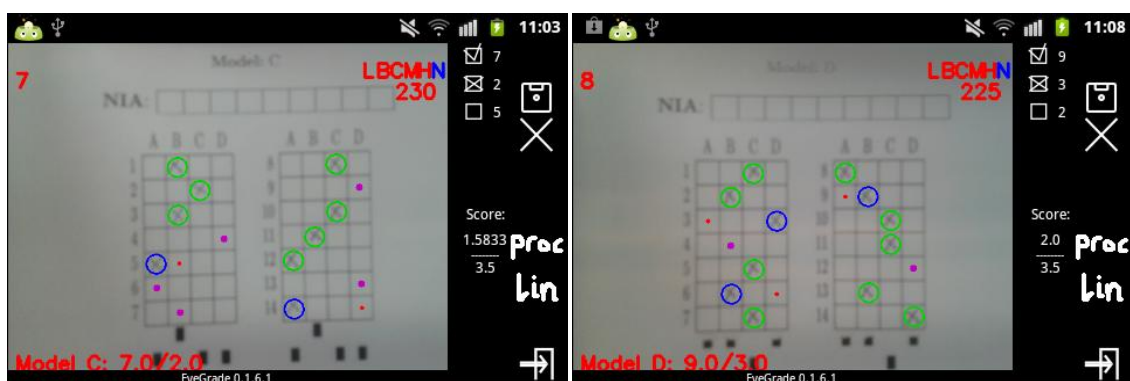 11:03
7
Model: C
LBCMHN
230
7
2
5
NIA:
A B C D
A B C D
1
2
3
4
5
6
7
8
9
10
11
12
13
14
Score:
1.5833
3.5
proc
Lin
Model C: 7.0/2.0
EyeGrade 0.1.6.1
11:08
8
Model: D
LBCMHN
225
9
3
2
NIA:
A B C D
A B C D
1
2
3
4
5
6
7
8
9
10
11
12
13
14
Score:
2.0
3.5
proc
Lin
Model D: 9.0/3.0
EyeGrade 0.1.6.1